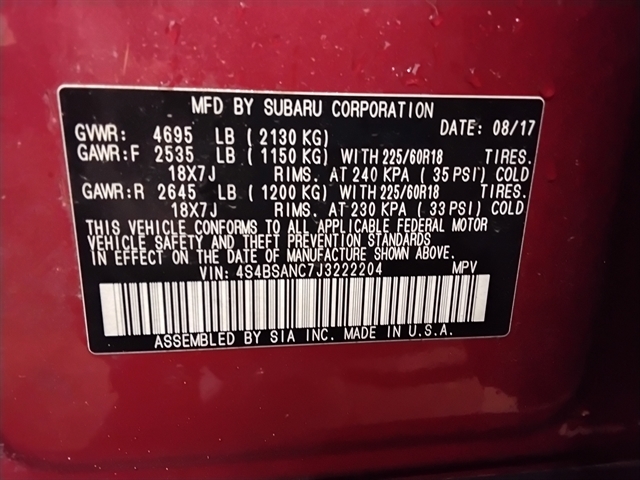 MFD BY SUBARU CORPORATION
GVWR: 4695 LB (2130 KG) DATE: 08/17
GAWR:F 2535 LB (1150 KG) WITH 225/60R18 TIRES.
18X7J RIMS. AT 240 KPA (35 PSI) COLD
GAWR:R 2645 LB (1200 KG) WITH 225/60R18 TIRES.
18X7J RIMS. AT 230 KPA (33 PSI) COLD
THIS VEHICLE CONFORMS TO ALL APPLICABLE FEDERAL MOTOR
VEHICLE SAFETY AND THEFT PREVENTION STANDARDS
IN EFFECT ON THE DATE OF MANUFACTURE SHOWN ABOVE.
VIN: 4S4BSANC7J3222204 MPV
ASSEMBLED BY SIA INC. MADE IN U.S.A.